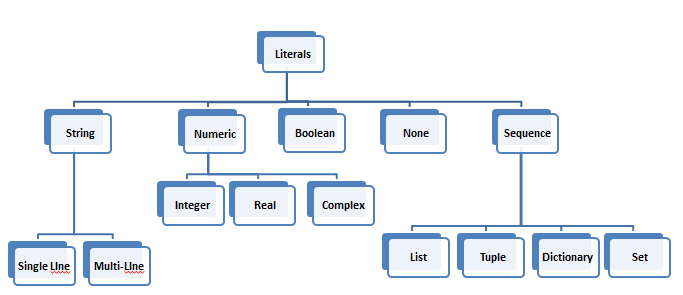 Literals
String
Numeric
Boolean
None
Sequence
Integer
Real
Complex
Single LIne
Multi-LIne
List
Tuple
Dictionary
Set